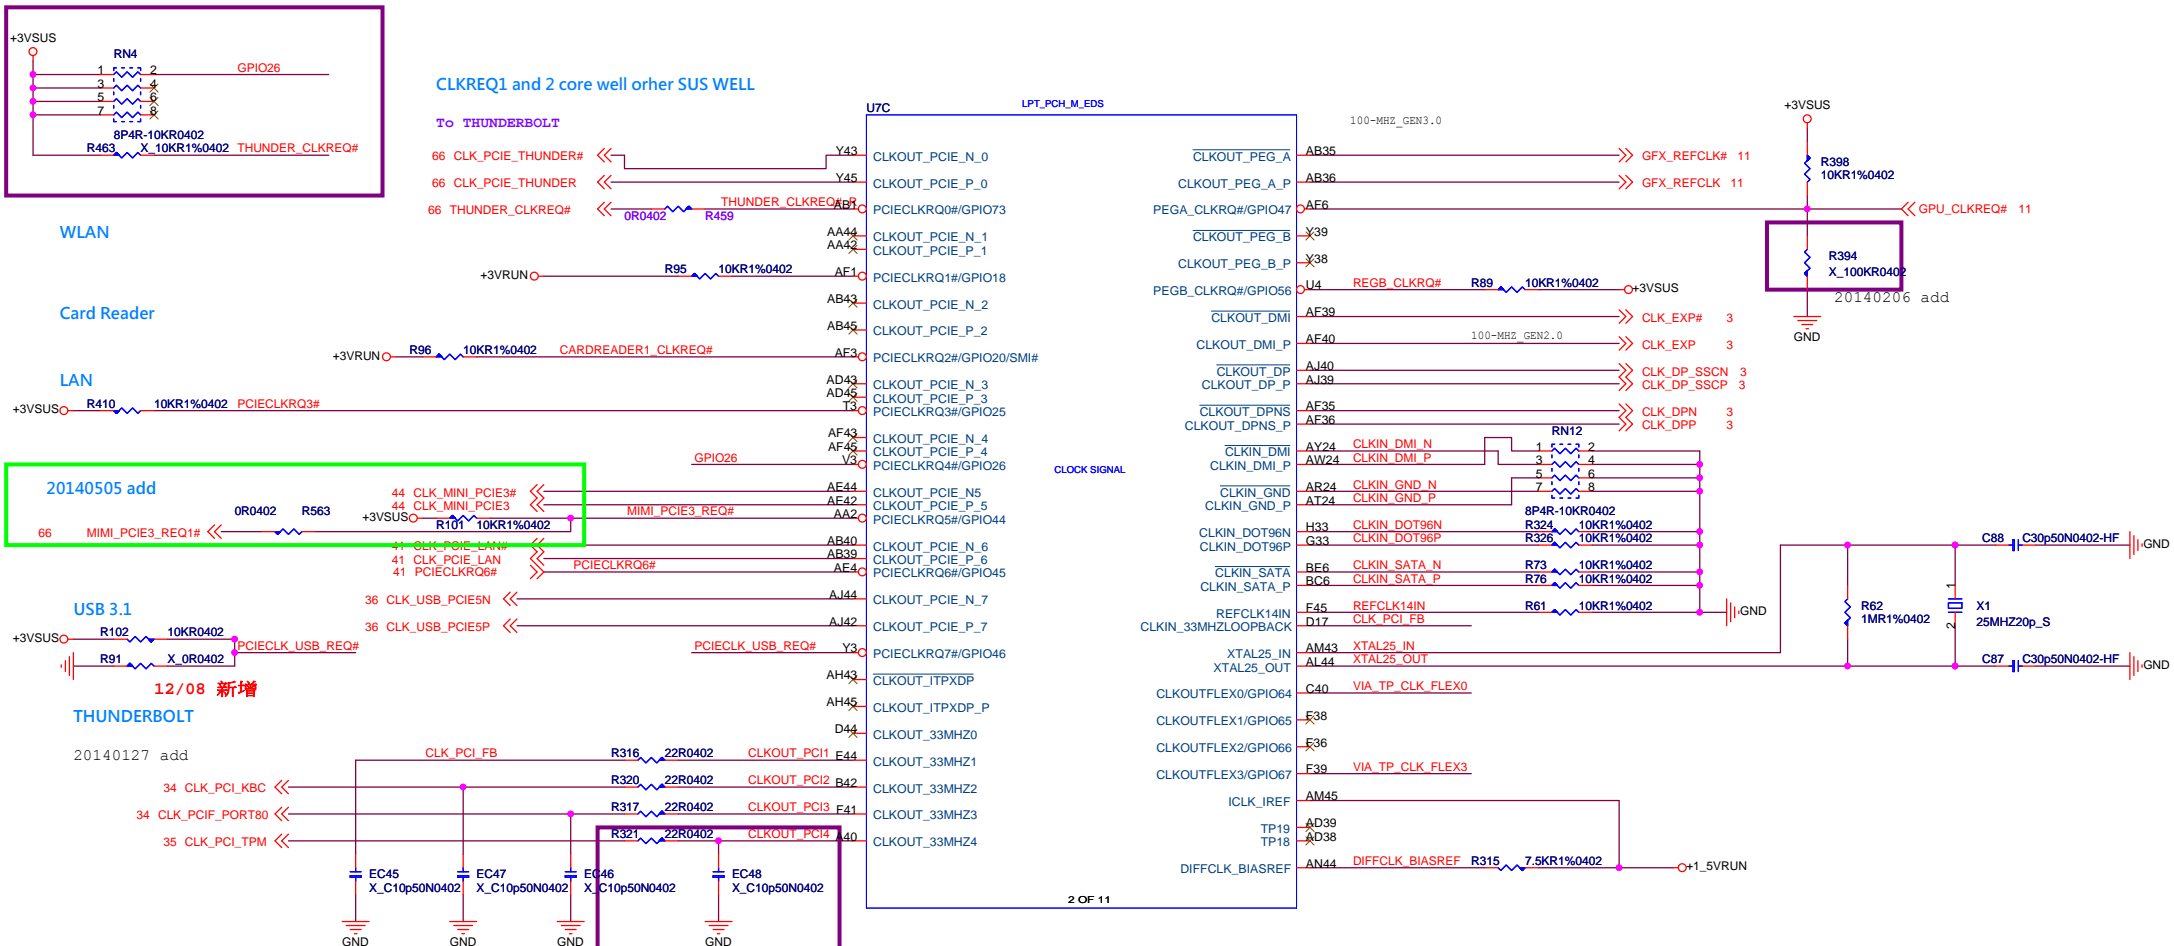 +3VSUS
RN4
1 2 GPIO26
3 4
5 6
7 8
8P4R-10KR0402
R463 X_10KR1%0402 THUNDER_CLKREQ#
CLKREQ1 and 2 core well orher SUS WELL
To THUNDERBOLT
66 CLK_PCIE_THUNDER#
66 CLK_PCIE_THUNDER
66 THUNDER_CLKREQ#
0R0402 R459
THUNDER_CLKREQ#_R
WLAN
+3VRUN R95 10KR1%0402
Card Reader
+3VRUN R96 10KR1%0402 CARDREADER1_CLKREQ#
LAN
+3VSUS R410 10KR1%0402 PCIECLKRQ3#
GPIO26
20140505 add
44 CLK_MINI_PCIE3#
44 CLK_MINI_PCIE3
+3VSUS R101 10KR1%0402
MIMI_PCIE3_REQ#
0R0402 R563
66 MIMI_PCIE3_REQ1#
41 CLK_PCIE_LAN#
41 CLK_PCIE_LAN
41 PCIECLKRQ6#
PCIECLKRQ6#
36 CLK_USB_PCIE5N
36 CLK_USB_PCIE5P
USB 3.1
+3VSUS R102 10KR0402
PCIECLK_USB_REQ#
R91 X_0R0402
PCIECLK_USB_REQ#
12/08 新增
THUNDERBOLT
20140127 add
CLK_PCI_FB R316 22R0402 CLKOUT_PCI1
34 CLK_PCI_KBC R320 22R0402 CLKOUT_PCI2
34 CLK_PCIF_PORT80 R317 22R0402 CLKOUT_PCI3
35 CLK_PCI_TPM R321 22R0402 CLKOUT_PCI4
EC45 EC47 EC46 EC48
X_C10p50N0402 X_C10p50N0402 X_C10p50N0402 X_C10p50N0402
GND GND GND GND
U7C
LPT_PCH_M_EDS
Y43 CLKOUT_PCIE_N_0
Y45 CLKOUT_PCIE_P_0
AB1 PCIECLKRQ0#/GPIO73
AA44 CLKOUT_PCIE_N_1
AA42 CLKOUT_PCIE_P_1
AF1 PCIECLKRQ1#/GPIO18
AB43 CLKOUT_PCIE_N_2
AB45 CLKOUT_PCIE_P_2
AF3 PCIECLKRQ2#/GPIO20/SMI#
AD43 CLKOUT_PCIE_N_3
AD45 CLKOUT_PCIE_P_3
T3 PCIECLKRQ3#/GPIO25
AF43 CLKOUT_PCIE_N_4
AF45 CLKOUT_PCIE_P_4
V3 PCIECLKRQ4#/GPIO26
AE44 CLKOUT_PCIE_N5
AE42 CLKOUT_PCIE_P_5
AA2 PCIECLKRQ5#/GPIO44
AB40 CLKOUT_PCIE_N_6
AB39 CLKOUT_PCIE_P_6
AE4 PCIECLKRQ6#/GPIO45
AJ44 CLKOUT_PCIE_N_7
AJ42 CLKOUT_PCIE_P_7
Y3 PCIECLKRQ7#/GPIO46
AH43 CLKOUT_ITPXDP
AH45 CLKOUT_ITPXDP_P
D44 CLKOUT_33MHZ0
E44 CLKOUT_33MHZ1
B42 CLKOUT_33MHZ2
F41 CLKOUT_33MHZ3
A40 CLKOUT_33MHZ4
CLOCK SIGNAL
2 OF 11
100-MHZ_GEN3.0
CLKOUT_PEG_A AB35 GFX_REFCLK# 11
CLKOUT_PEG_A_P AB36 GFX_REFCLK 11
PEGA_CLKRQ#/GPIO47 AF6 GPU_CLKREQ# 11
CLKOUT_PEG_B Y39
CLKOUT_PEG_B_P Y38
PEGB_CLKRQ#/GPIO56 U4 REGB_CLKRQ# R89 10KR1%0402 +3VSUS
CLKOUT_DMI AF39 CLK_EXP# 3
100-MHZ_GEN2.0
CLKOUT_DMI_P AF40 CLK_EXP 3
CLKOUT_DP AJ40 CLK_DP_SSCN 3
CLKOUT_DP_P AJ39 CLK_DP_SSCP 3
CLKOUT_DPNS AF35 CLK_DPN 3
CLKOUT_DPNS_P AF36 CLK_DPP 3
RN12
CLKIN_DMI AY24 CLKIN_DMI_N 1 2
CLKIN_DMI_P AW24 CLKIN_DMI_P 3 4
5 6
CLKIN_GND AR24 CLKIN_GND_N 7 8
CLKIN_GND_P AT24 CLKIN_GND_P
8P4R-10KR0402
CLKIN_DOT96N H33 CLKIN_DOT96N R324 10KR1%0402
CLKIN_DOT96P G33 CLKIN_DOT96P R326 10KR1%0402
CLKIN_SATA BE6 CLKIN_SATA_N R73 10KR1%0402
CLKIN_SATA_P BC6 CLKIN_SATA_P R76 10KR1%0402
REFCLK14IN F45 REFCLK14IN R61 10KR1%0402 GND
CLKIN_33MHZLOOPBACK D17 CLK_PCI_FB
XTAL25_IN AM43 XTAL25_IN
XTAL25_OUT AL44 XTAL25_OUT
CLKOUTFLEX0/GPIO64 C40 VIA_TP_CLK_FLEX0
CLKOUTFLEX1/GPIO65 F38
CLKOUTFLEX2/GPIO66 F36
CLKOUTFLEX3/GPIO67 F39 VIA_TP_CLK_FLEX3
ICLK_IREF AM45
TP19 AD39
TP18 AD38
DIFFCLK_BIASREF AN44 DIFFCLK_BIASREF R315 7.5KR1%0402 +1_5VRUN
+3VSUS
R398
10KR1%0402
R394
X_100KR0402
20140206 add
GND
C88 C30p50N0402-HF GND
R62
1MR1%0402
1
X1
25MHZ20p_S
2
C87 C30p50N0402-HF GND